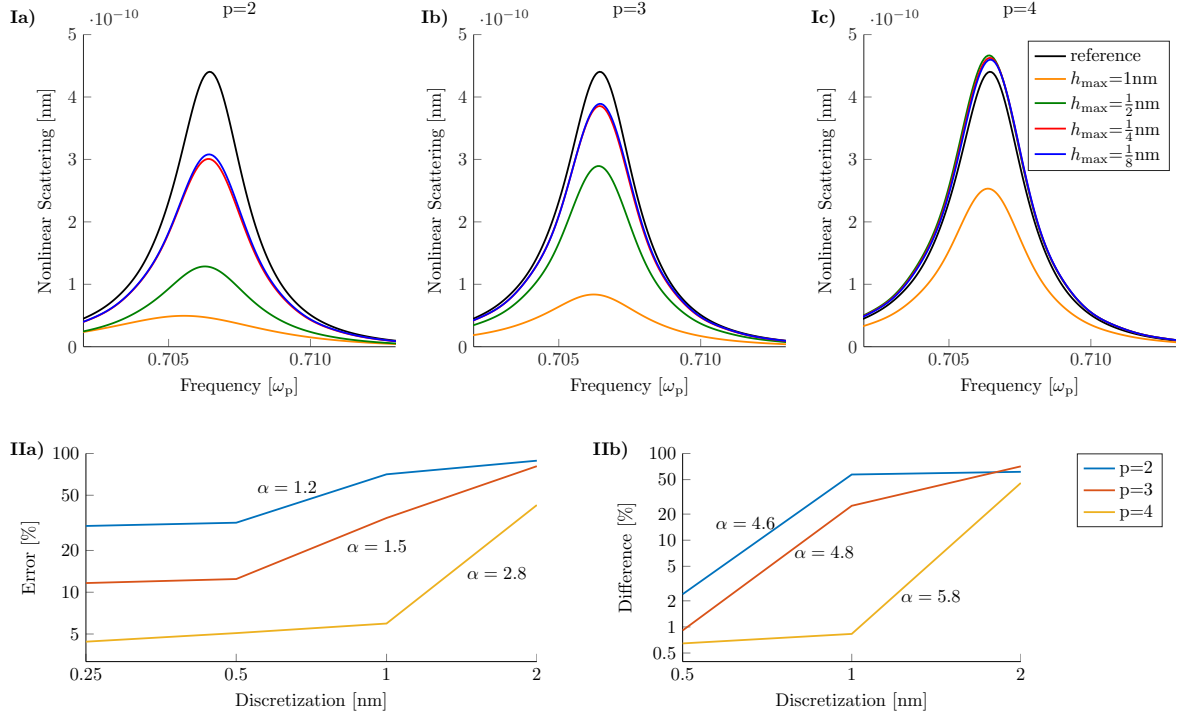 Ia)
·10⁻¹⁰
p=2
5
4
3
2
1
0
0.705
0.710
Nonlinear Scattering [nm]
Frequency [ωp]
Ib)
·10⁻¹⁰
p=3
5
4
3
2
1
0
0.705
0.710
Nonlinear Scattering [nm]
Frequency [ωp]
Ic)
·10⁻¹⁰
p=4
5
4
3
2
1
0
0.705
0.710
Nonlinear Scattering [nm]
Frequency [ωp]
reference
hmax=1nm
hmax=1/2nm
hmax=1/4nm
hmax=1/8nm
IIa)
100
50
20
10
5
0.25
0.5
1
2
Error [%]
Discretization [nm]
α = 1.2
α = 1.5
α = 2.8
IIb)
100
50
20
10
5
2
1
0.5
0.5
1
2
Difference [%]
Discretization [nm]
α = 4.6
α = 4.8
α = 5.8
p=2
p=3
p=4